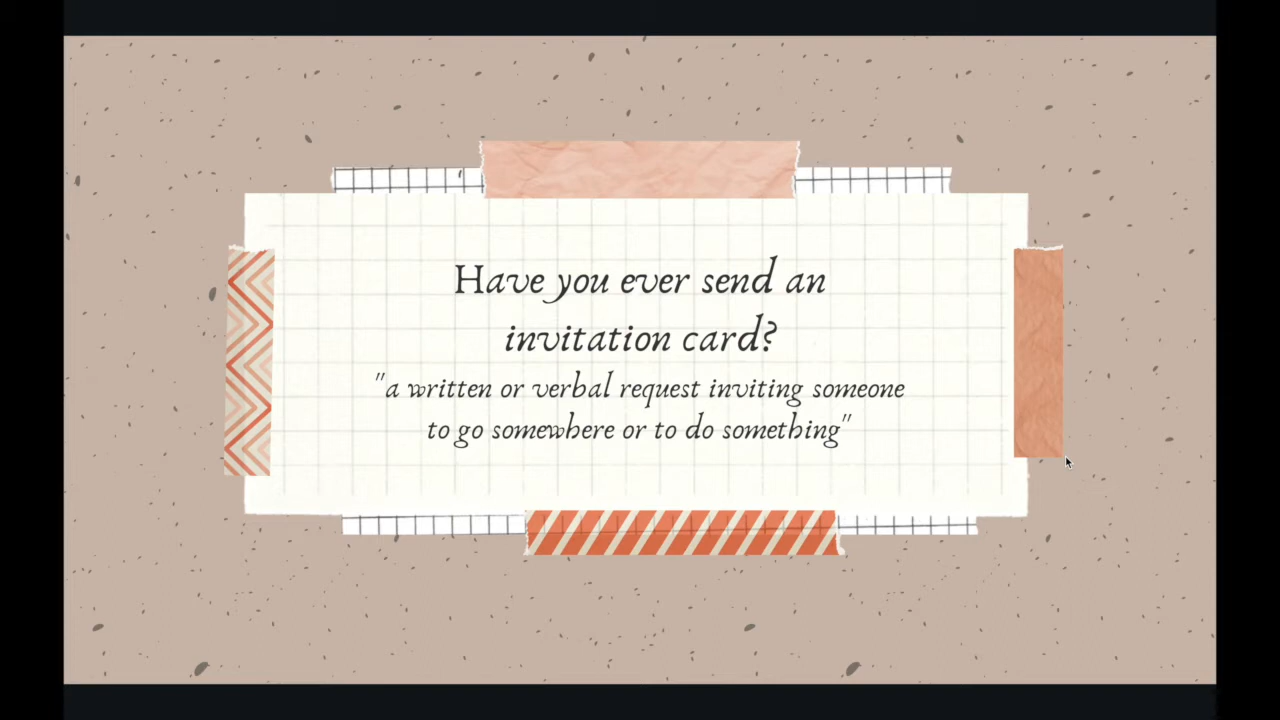 Have you ever send an
invitation card?
"a written or verbal request inviting someone
to go somewhere or to do something"